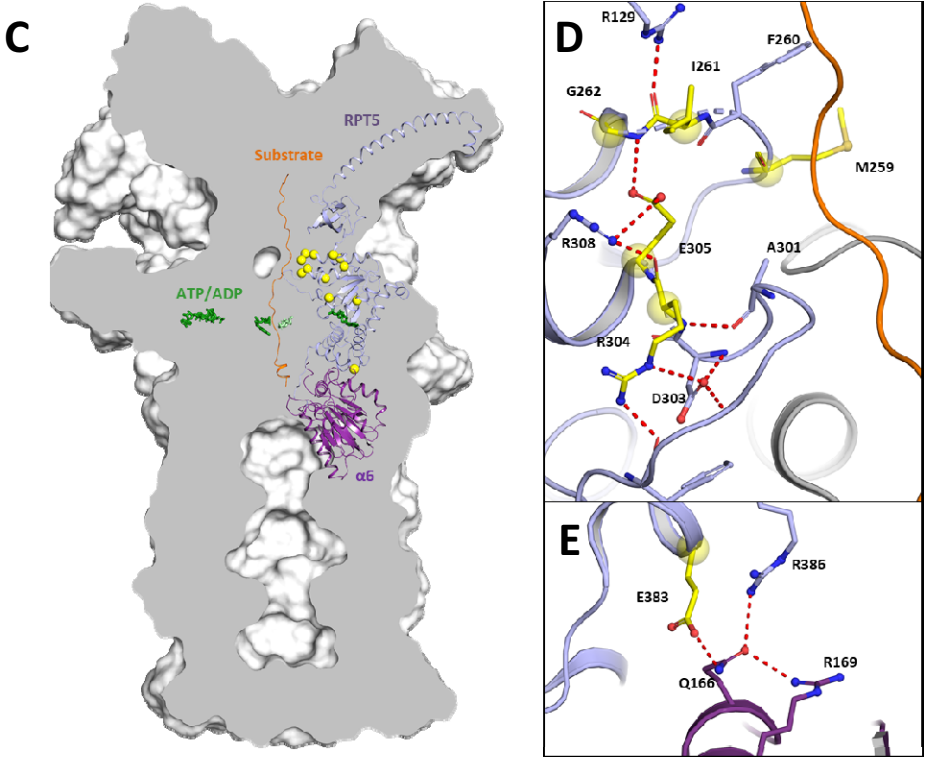 C
RPT5
Substrate
ATP/ADP
α6
D
R129
F260
I261
G262
M259
R308
E305
A301
R304
D303
E
R386
E383
R169
Q166